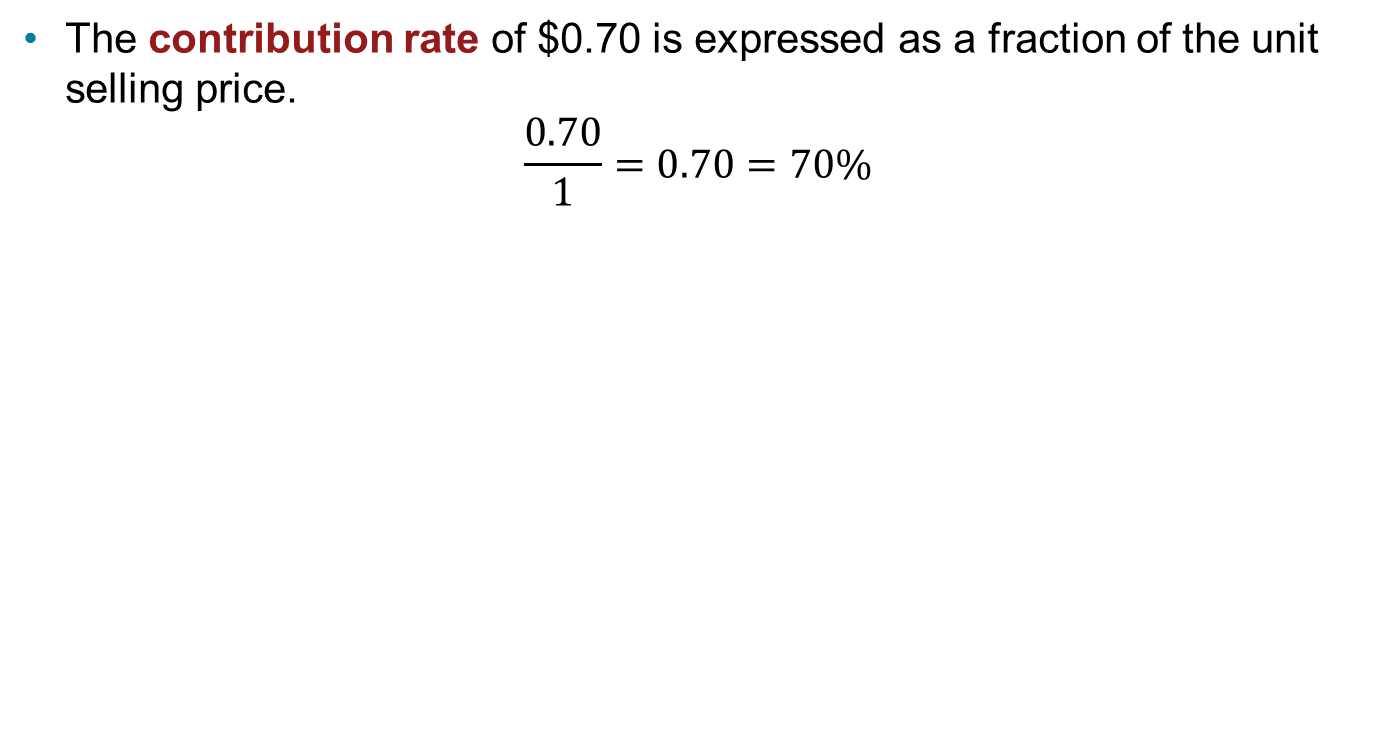 • The contribution rate of $0.70 is expressed as a fraction of the unit
selling price.
0.70
1
= 0.70 = 70%